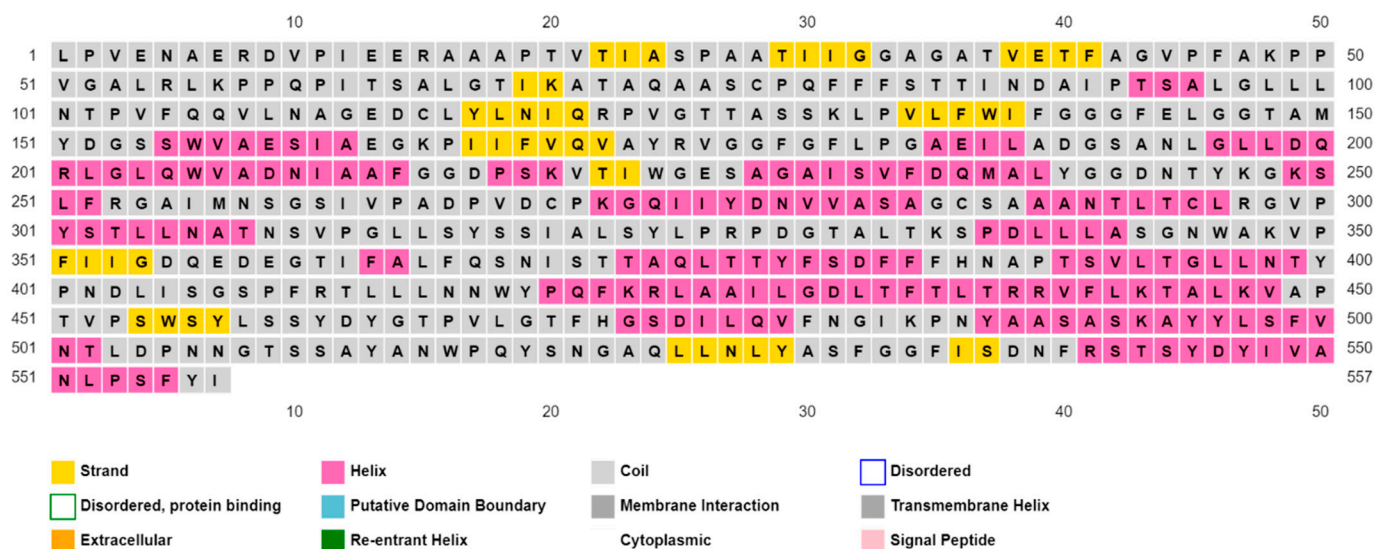 10 20 30 40 50
1 L P V E N A E R D V P I E E R A A A P T V T I A S P A A T I I G G A G A T V E T F A G V P F A K P P 50
51 V G A L R L K P P Q P I T S A L G T I K A T A Q A A S C P Q F F F S T T I N D A I P T S A L G L L L 100
101 N T P V F Q Q V L N A G E D C L Y L N I Q R P V G T T A S S K L P V L F W I F G G G F E L G G T A M 150
151 Y D G S S W V A E S I A E G K P I I F V Q V A Y R V G G F G F L P G A E I L A D G S A N L G L L D Q 200
201 R L G L Q W V A D N I A A F G G D P S K V T I W G E S A G A I S V F D Q M A L Y G G D N T Y K G K S 250
251 L F R G A I M N S G S I V P A D P V D C P K G Q I I Y D N V V A S A G C S A A A N T L T C L R G V P 300
301 Y S T L L N A T N S V P G L L S Y S S I A L S Y L P R P D G T A L T K S P D L L L A S G N W A K V P 350
351 F I I G D Q E D E G T I F A L F Q S N I S T T A Q L T T Y F S D F F F H N A P T S V L T G L L N T Y 400
401 P N D L I S G S P F R T L L L N N W Y P Q F K R L A A I L G D L T F T L T R R V F L K T A L K V A P 450
451 T V P S W S Y L S S Y D Y G T P V L G T F H G S D I L Q V F N G I K P N Y A A S A S K A Y Y L S F V 500
501 N T L D P N N G T S S A Y A N W P Q Y S N G A Q L L N L Y A S F G G F I S D N F R S T S Y D Y I V A 550
551 N L P S F Y I 557
10 20 30 40 50
Strand Helix Coil Disordered
Disordered, protein binding Putative Domain Boundary Membrane Interaction Transmembrane Helix
Extracellular Re-entrant Helix Cytoplasmic Signal Peptide